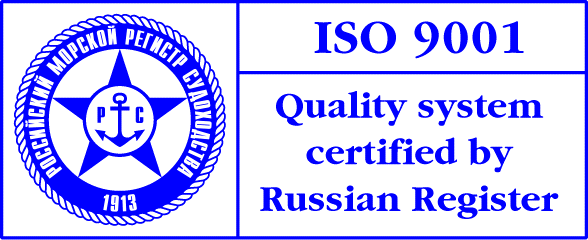 РОССИЙСКИЙ МОРСКОЙ РЕГИСТР СУДОХОДСТВА
Р С
1913
ISO 9001
Quality system
certified by
Russian Register